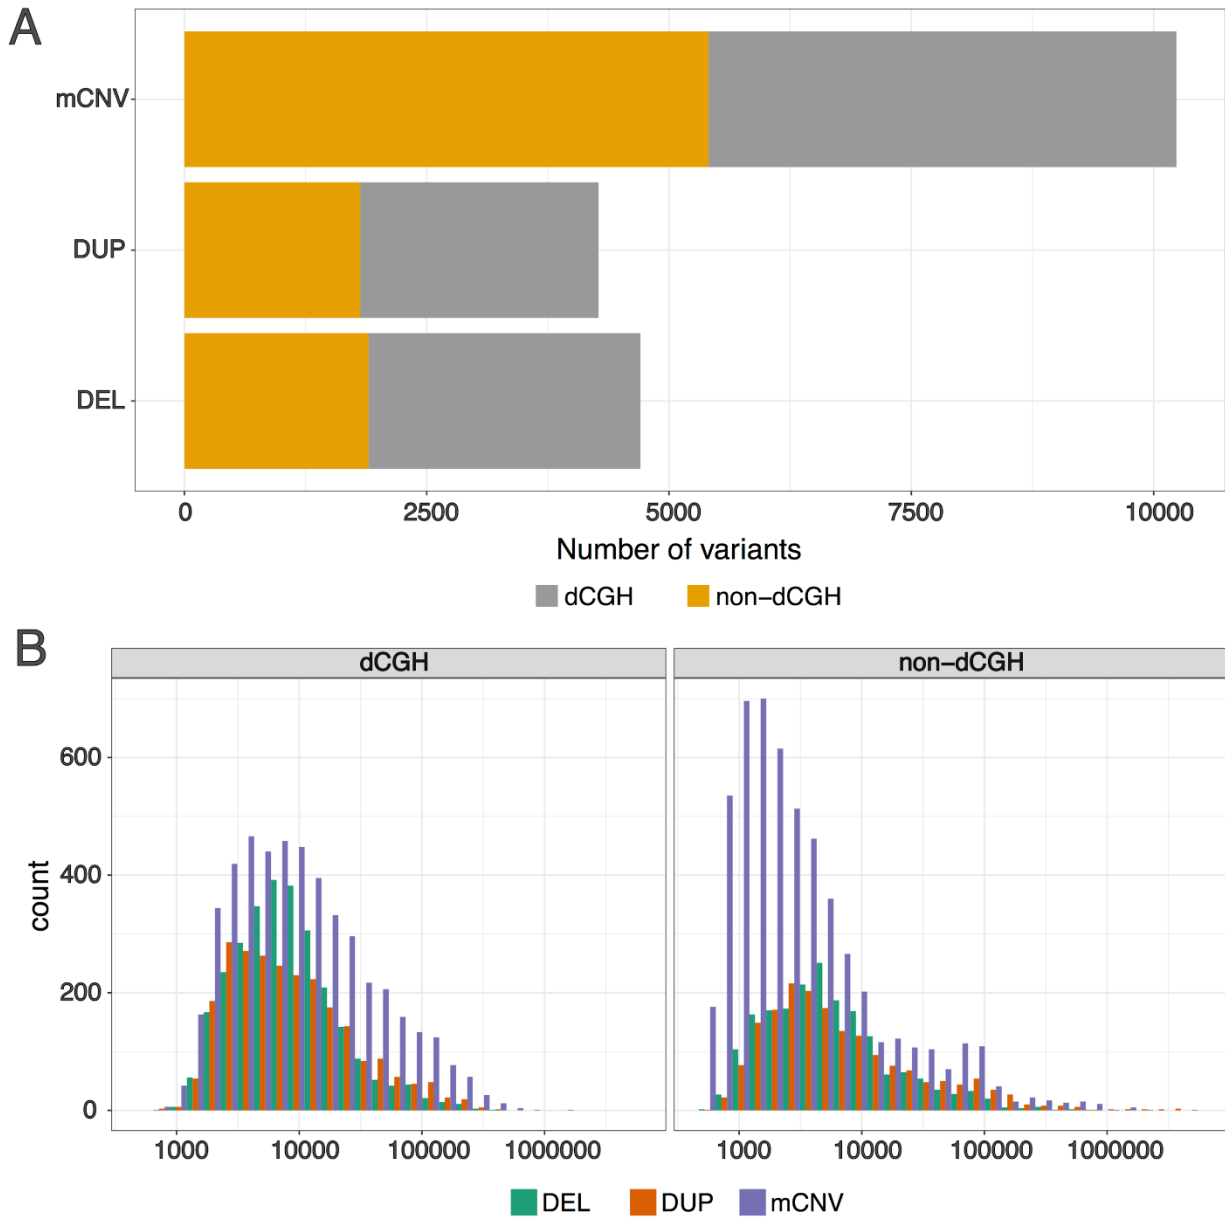 A
mCNV
DUP
DEL
0 2500 5000 7500 10000
Number of variants
dCGH non−dCGH
B
dCGH non−dCGH
600
400
200
0
count
1000 10000 100000 1000000 1000 10000 100000 1000000
DEL DUP mCNV